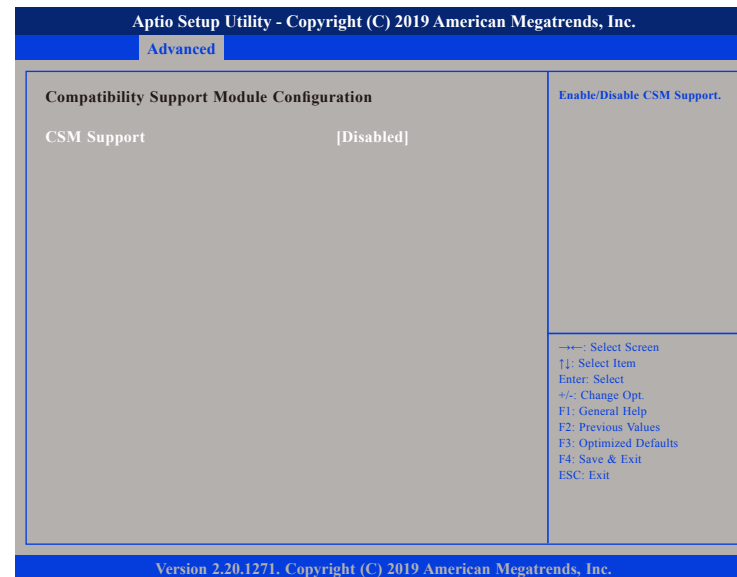 Aptio Setup Utility - Copyright (C) 2019 American Megatrends, Inc.
Advanced
Compatibility Support Module Configuration
CSM Support [Disabled]
Enable/Disable CSM Support.
→←: Select Screen
↑↓: Select Item
Enter: Select
+/-: Change Opt.
F1: General Help
F2: Previous Values
F3: Optimized Defaults
F4: Save & Exit
ESC: Exit
Version 2.20.1271. Copyright (C) 2019 American Megatrends, Inc.